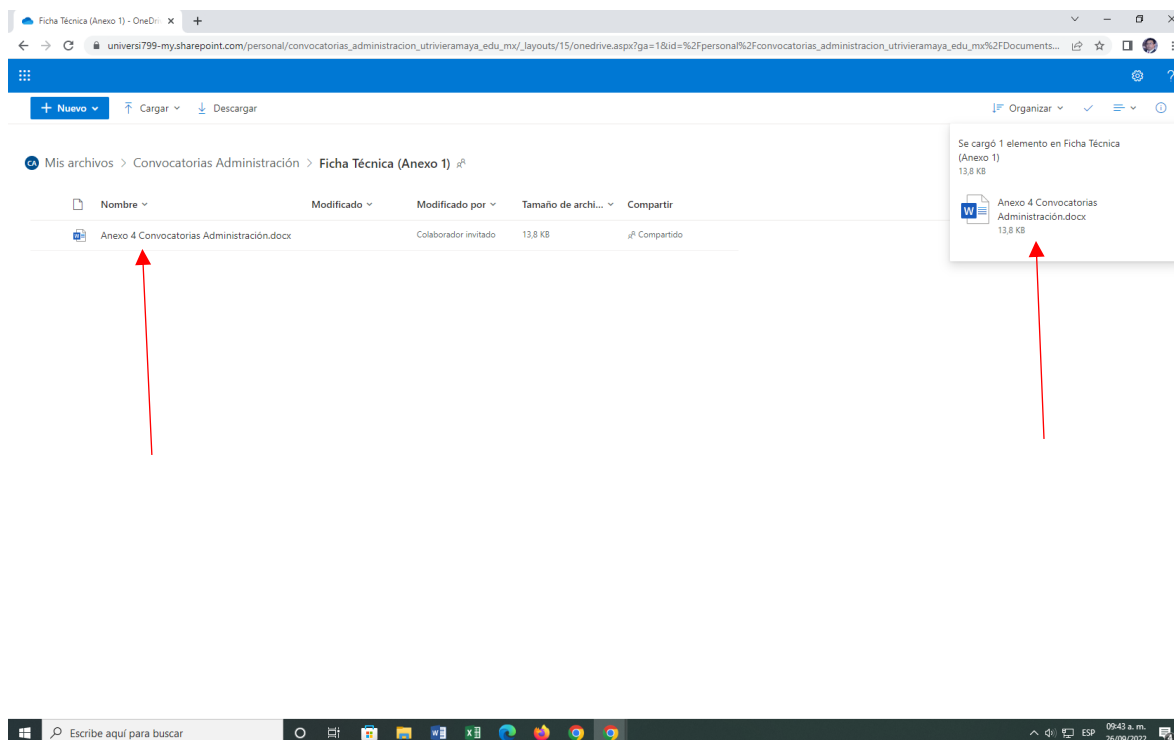 Ficha Técnica (Anexo 1) - OneDri
universi799-my.sharepoint.com/personal/convocatorias_administracion_utrivieramaya_edu_mx/_layouts/15/onedrive.aspx?ga=1&id=%2Fpersonal%2Fconvocatorias_administracion_utrivieramaya_edu_mx%2FDocuments...
?
+ Nuevo Cargar Descargar Organizar
CA Mis archivos > Convocatorias Administración > Ficha Técnica (Anexo 1)
Nombre Modificado Modificado por Tamaño de archi... Compartir
Anexo 4 Convocatorias Administración.docx Colaborador invitado 13,8 KB Compartido
Se cargó 1 elemento en Ficha Técnica
(Anexo 1)
13,8 KB
W
Anexo 4 Convocatorias
Administración.docx
13,8 KB
Escribe aquí para buscar
ESP
09:43 a. m.
26/09/2022